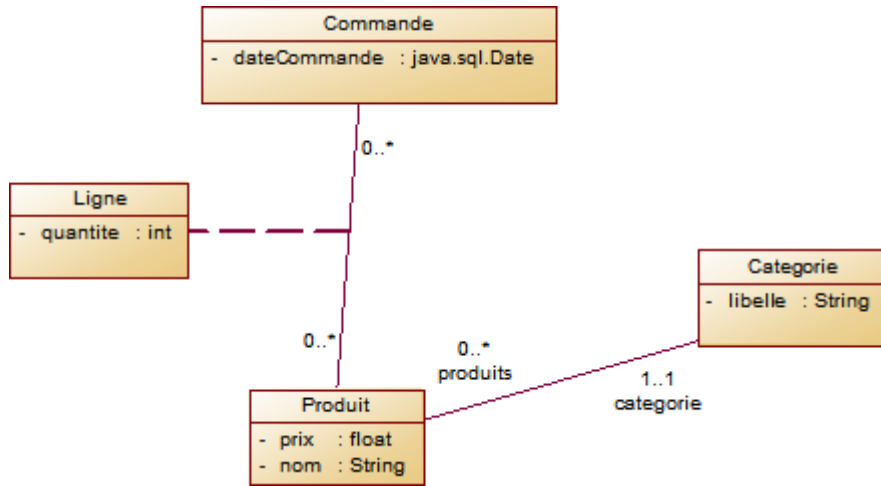 Commande
- dateCommande : java.sql.Date
0..*
Ligne
- quantite : int
Categorie
- libelle : String
0..*
0..*
produits
1..1
categorie
Produit
- prix : float
- nom : String